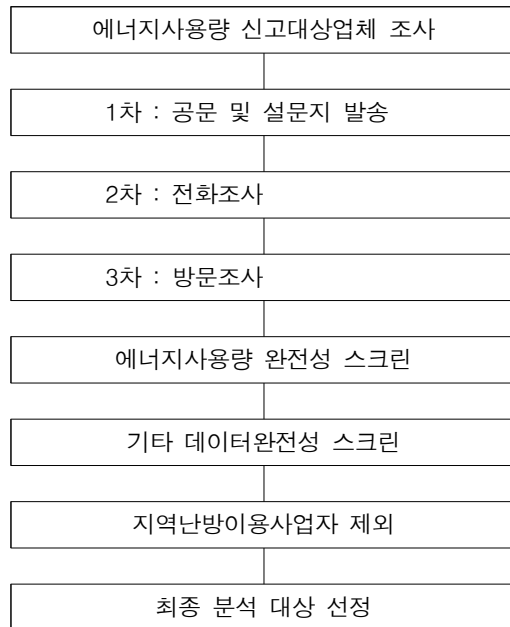 에너지사용량 신고대상업체 조사
1차 : 공문 및 설문지 발송
2차 : 전화조사
3차 : 방문조사
에너지사용량 완전성 스크린
기타 데이터완전성 스크린
지역난방이용사업자 제외
최종 분석 대상 선정